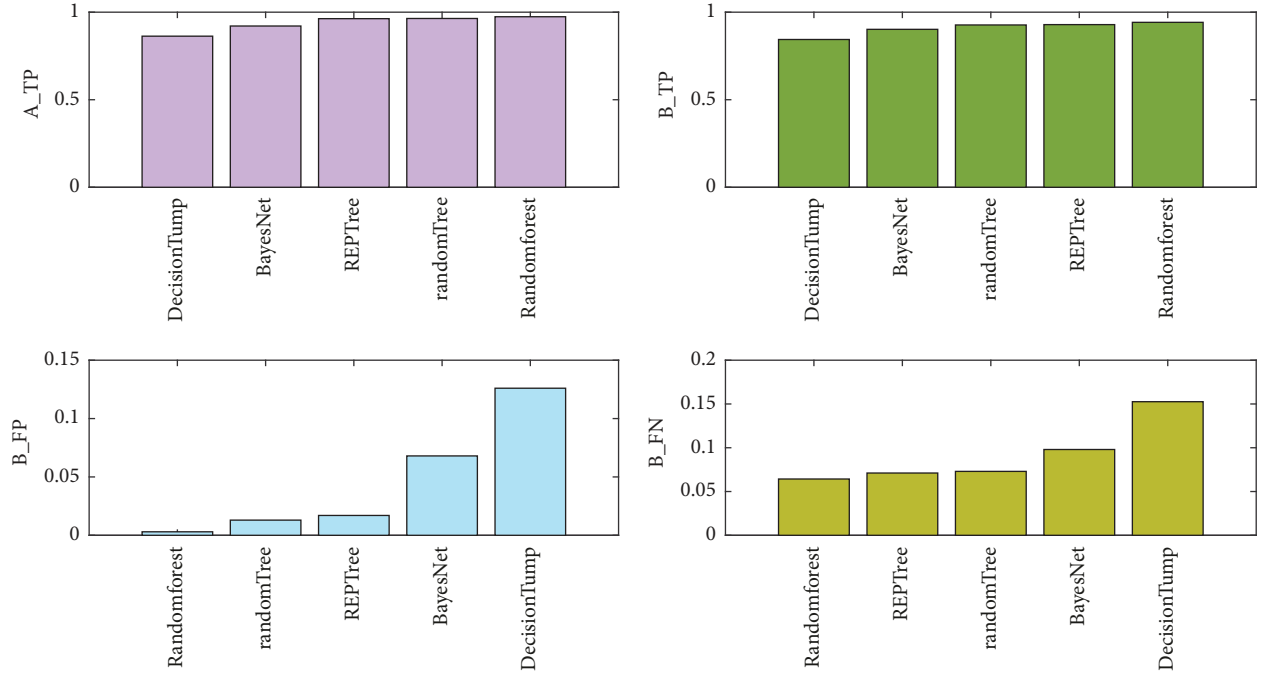 1
0.5
0
A_TP
DecisionTump
BayesNet
REPTree
randomTree
Randomforest
1
0.5
0
B_TP
DecisionTump
BayesNet
randomTree
REPTree
Randomforest
0.15
0.1
0.05
0
B_FP
Randomforest
randomTree
REPTree
BayesNet
DecisionTump
0.2
0.15
0.1
0.05
0
B_FN
Randomforest
REPTree
randomTree
BayesNet
DecisionTump